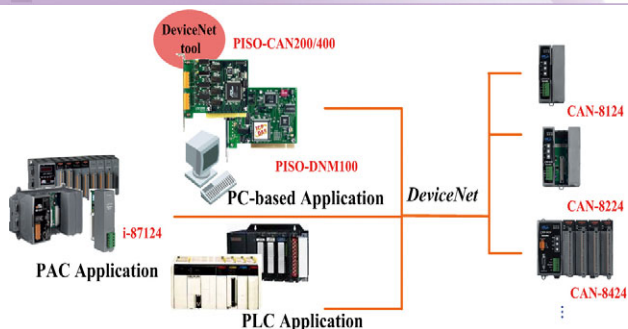 DeviceNet
tool
PISO-CAN200/400
PISO-DNM100
PC-based Application
i-87124
PAC Application
PLC Application
DeviceNet
CAN-8124
CAN-8224
CAN-8424